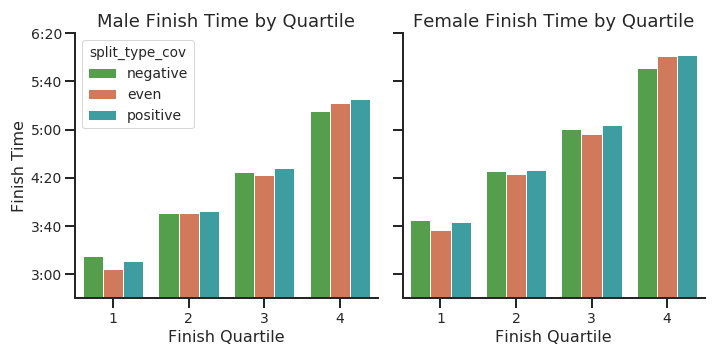 Male Finish Time by Quartile
Female Finish Time by Quartile
split_type_cov
negative
even
positive
Finish Time
6:20
5:40
5:00
4:20
3:40
3:00
1 2 3 4
1 2 3 4
Finish Quartile
Finish Quartile